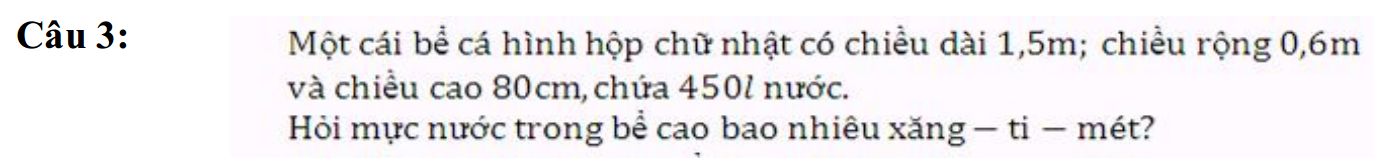 Câu 3:
Một cái bể cá hình hộp chữ nhật có chiều dài 1,5m; chiều rộng 0,6m
và chiều cao 80cm, chứa 450l nước.
Hỏi mực nước trong bể cao bao nhiêu xăng – ti – mét?